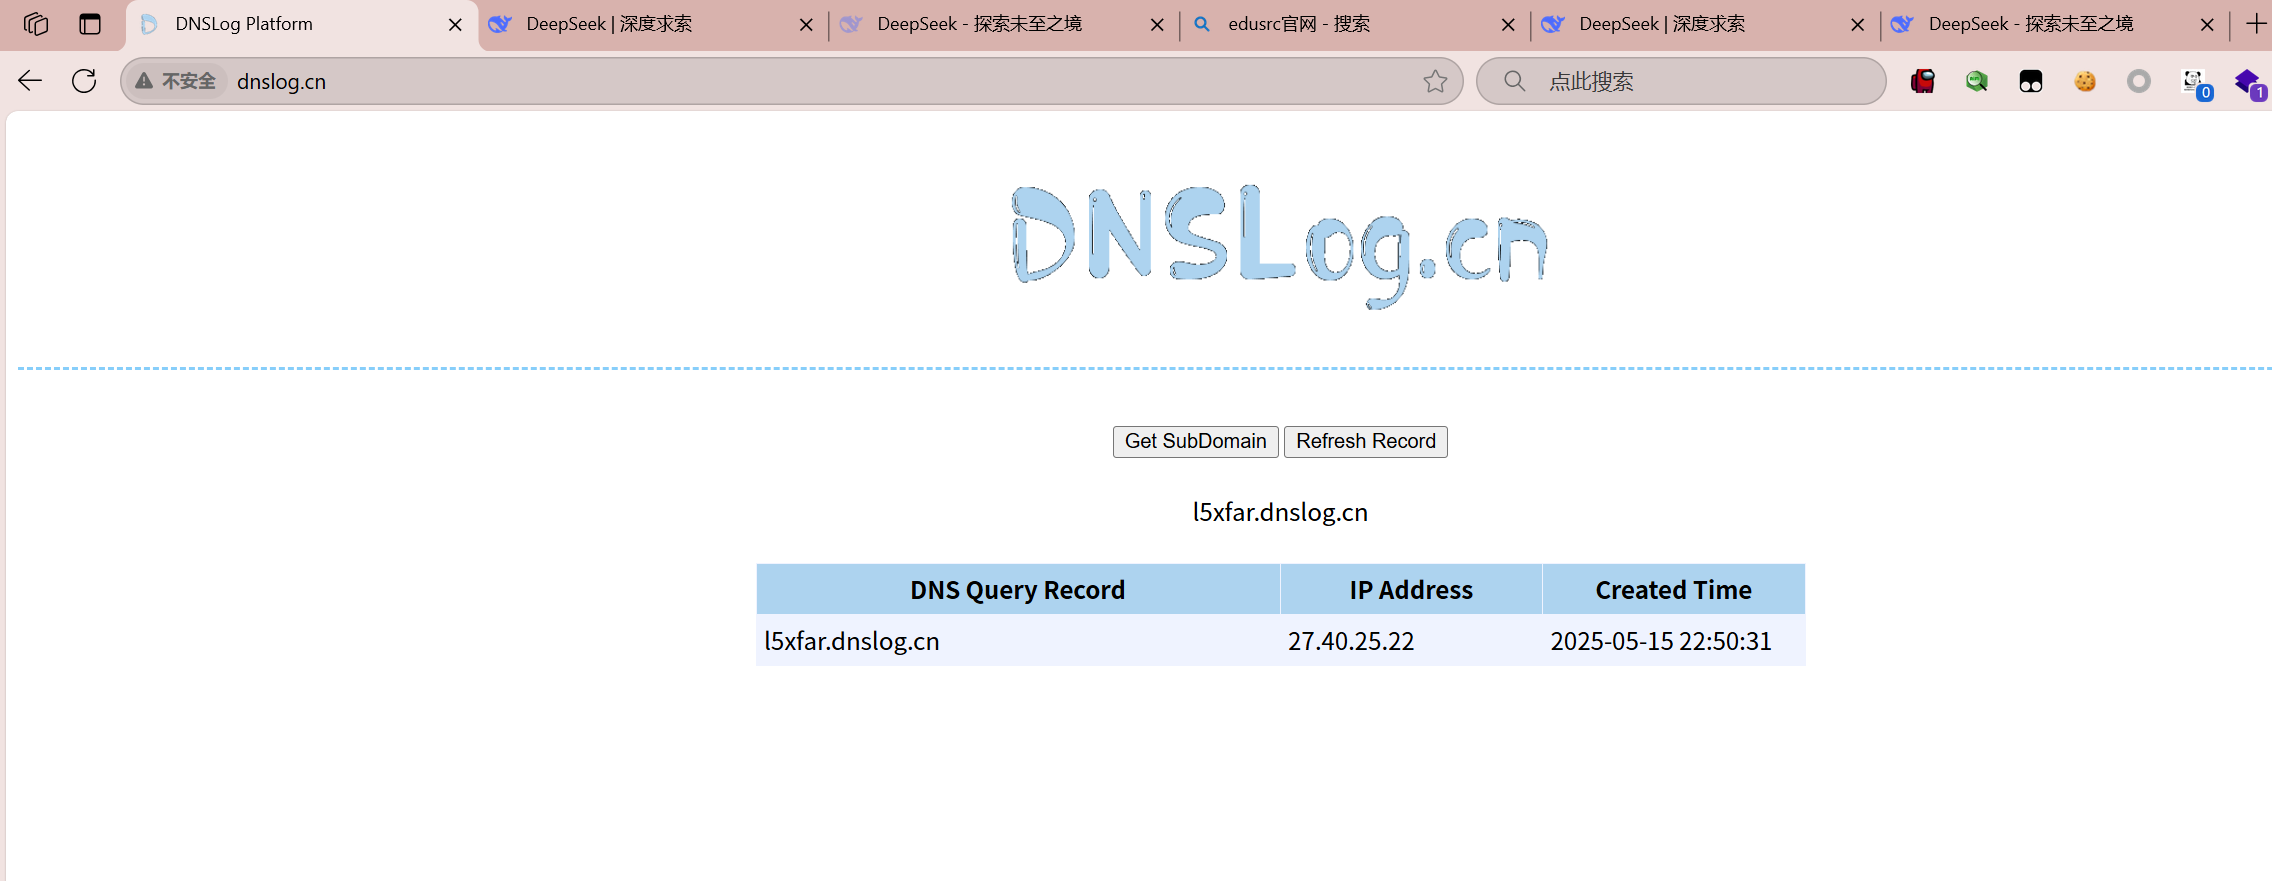 DNSLog Platform
DeepSeek | 深度求索
DeepSeek - 探索未至之境
edusrc官网 - 搜索
DeepSeek | 深度求索
DeepSeek - 探索未至之境
不安全 dnslog.cn
点此搜索
0
1
DNSLog.cn
Get SubDomain Refresh Record
l5xfar.dnslog.cn
DNS Query Record IP Address Created Time
l5xfar.dnslog.cn 27.40.25.22 2025-05-15 22:50:31